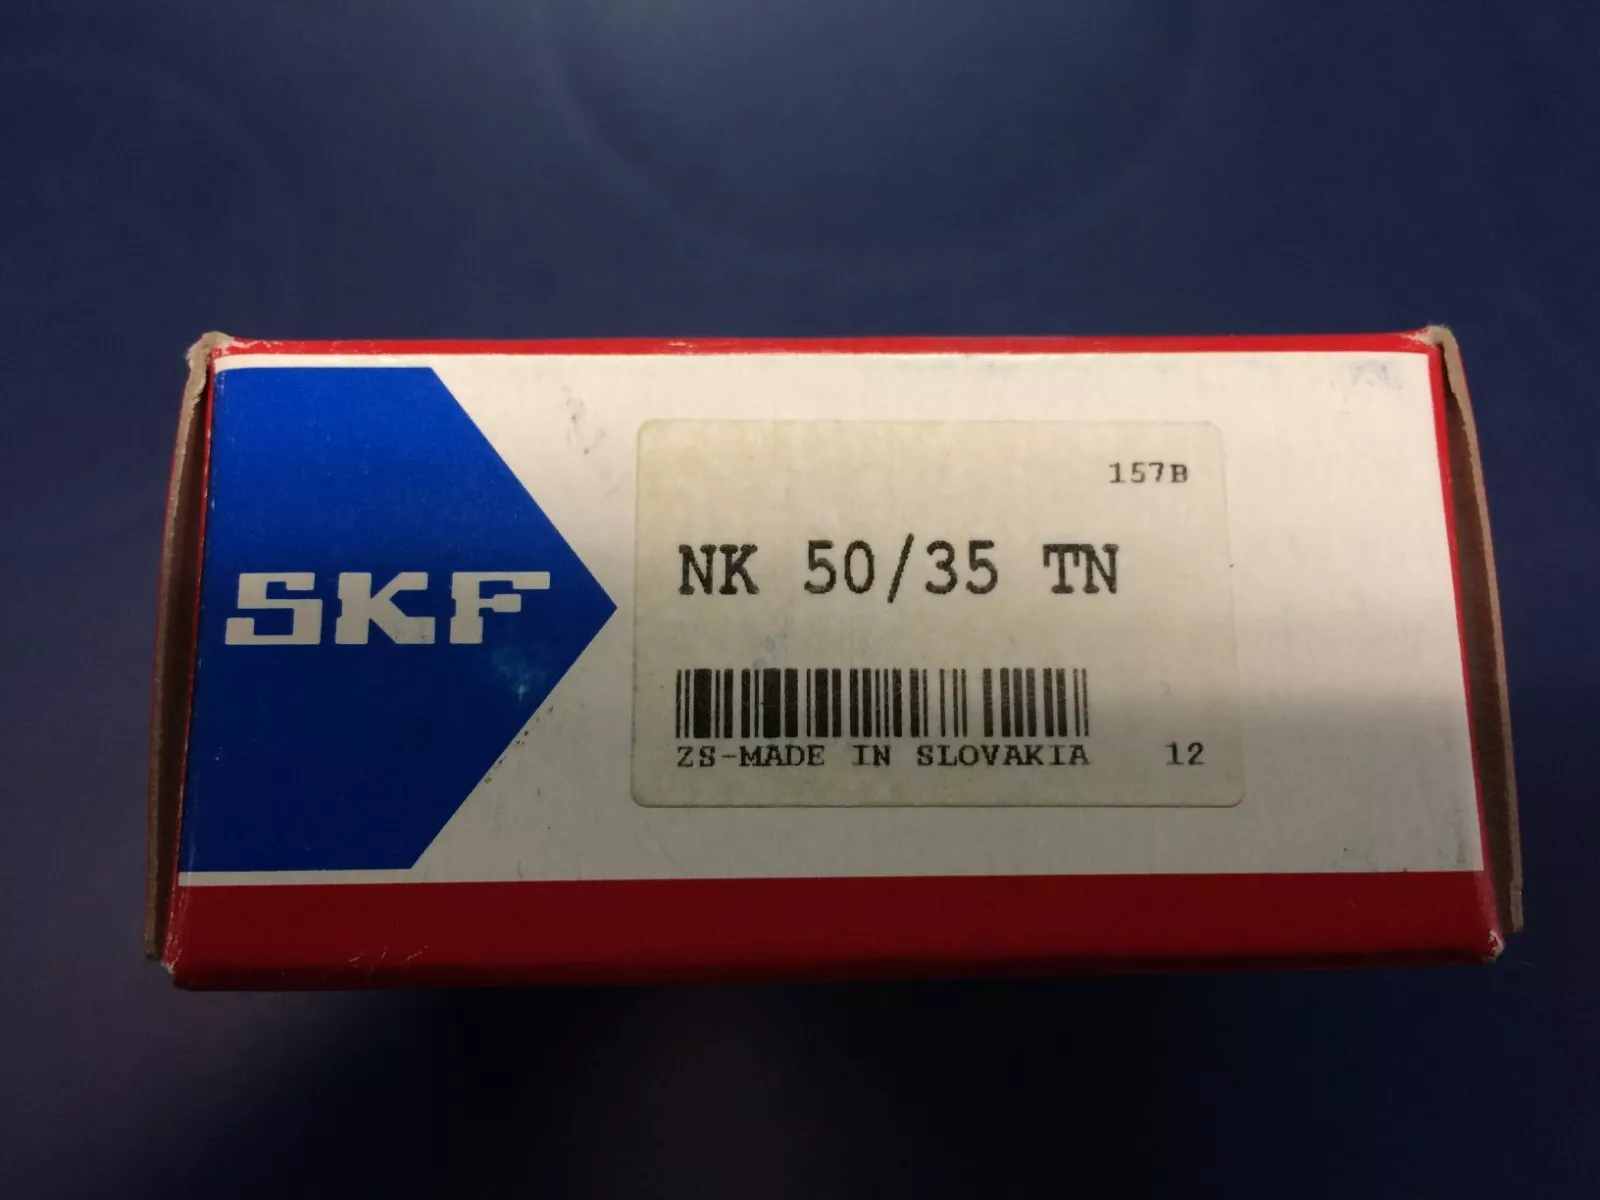 SKF
157B
NK 50/35 TN
ZS-MADE IN SLOVAKIA 12